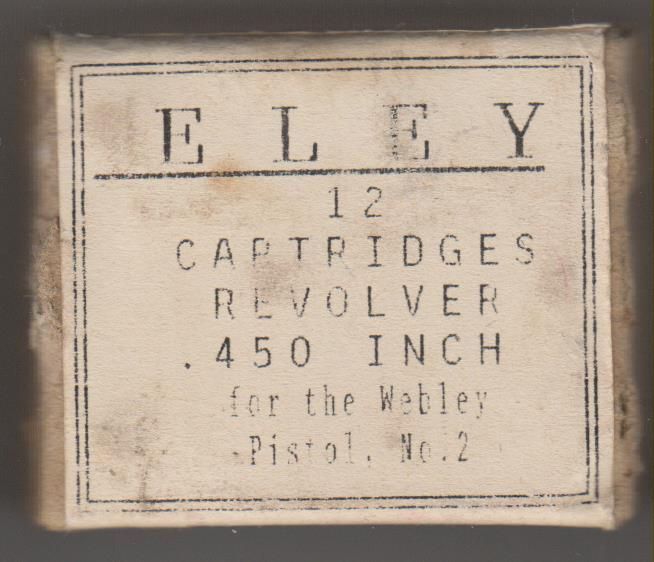 ELEY
12
CARTRIDGES
REVOLVER
.450 INCH
for the Webley
Pistol, No.2